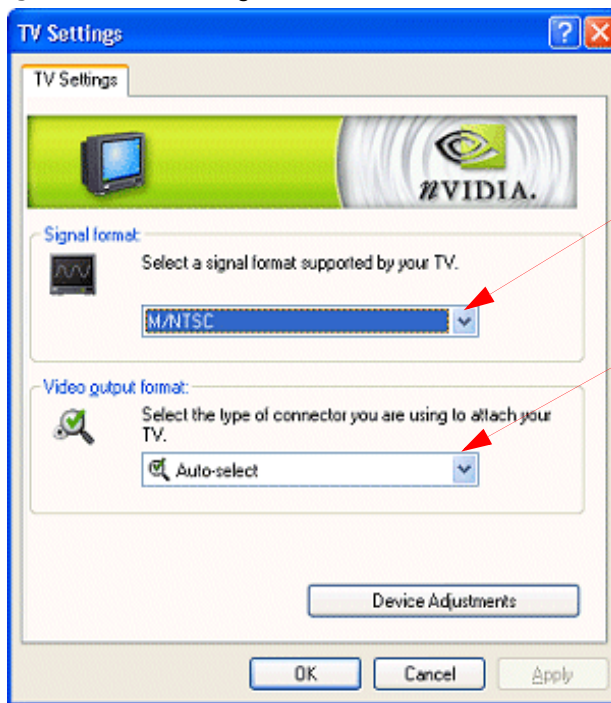 TV Settings
TV Settings
nVIDIA.
Signal format:
Select a signal format supported by your TV.
M/NTSC
Video output format:
Select the type of connector you are using to attach your
TV.
Auto-select
Device Adjustments
OK Cancel Apply